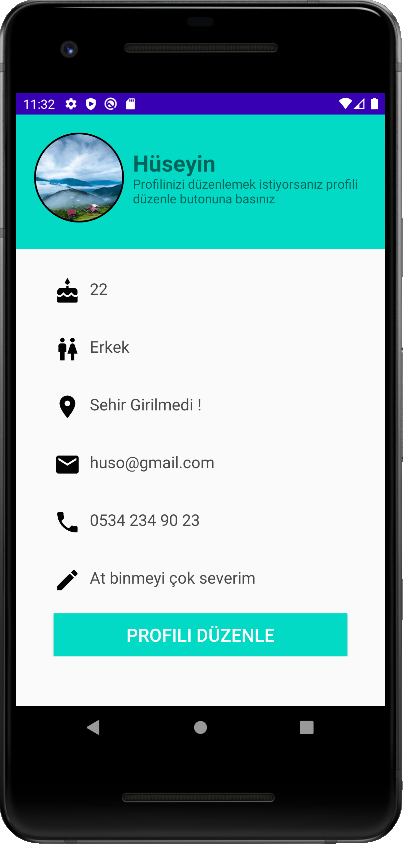 11:32
Hüseyin
Profilinizi düzenlemek istiyorsanız profili
düzenle butonuna basınız
22
Erkek
Sehir Girilmedi !
huso@gmail.com
0534 234 90 23
At binmeyi çok severim
PROFILI DÜZENLE